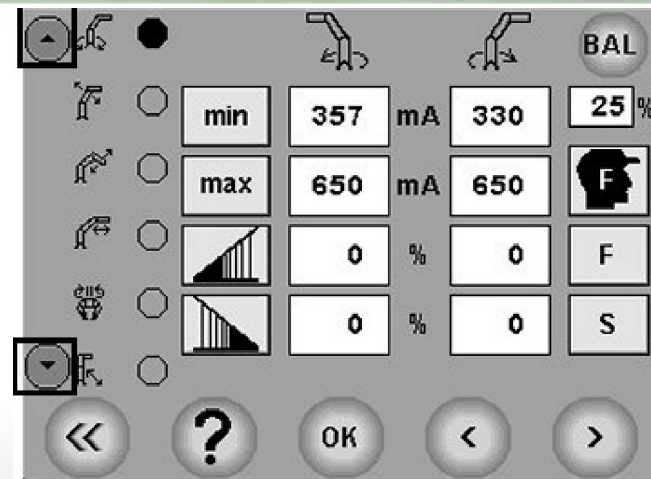 BAL
25 %
min 357 mA 330
max 650 mA 650
F
0 % 0 F
0 % 0 S
« ? OK < >